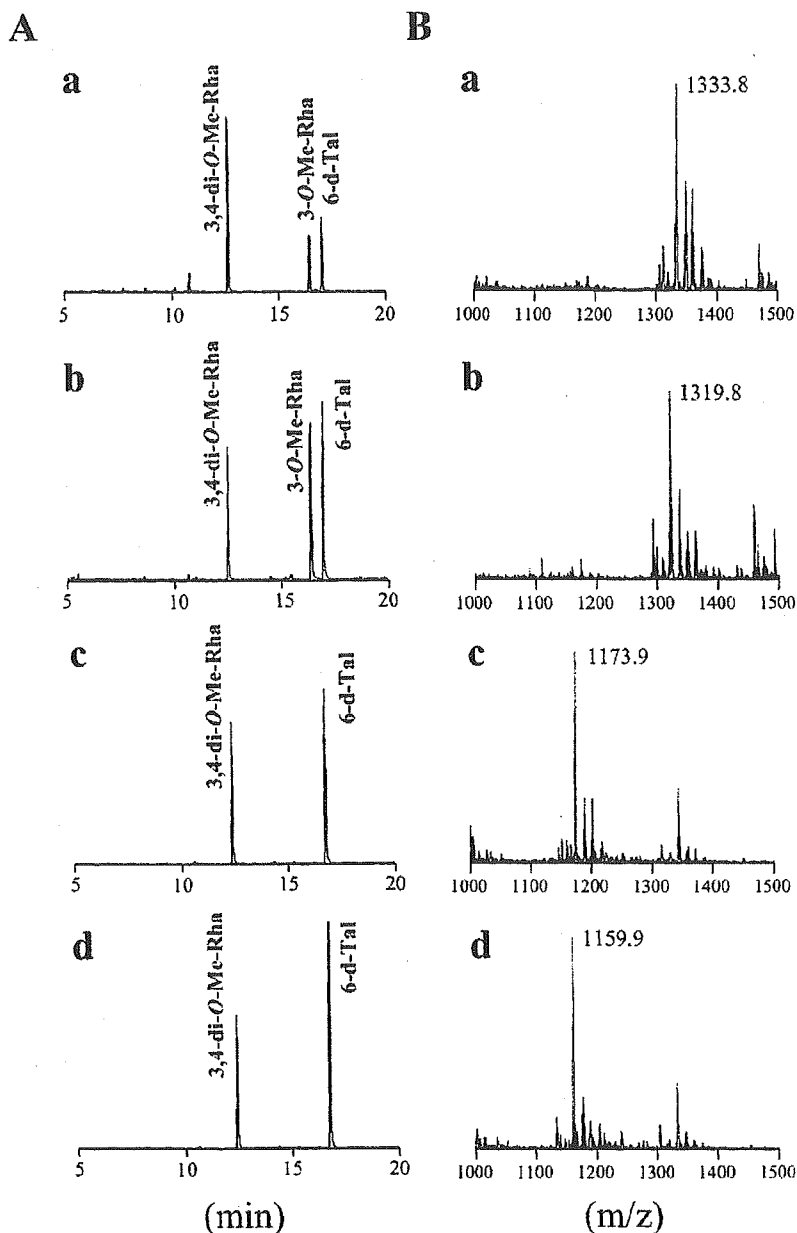 A
B
a
3,4-di-O-Me-Rha
3-O-Me-Rha
6-d-Tal
5 10 15 20
a
1333.8
1000 1100 1200 1300 1400 1500
b
3,4-di-O-Me-Rha
3-O-Me-Rha
6-d-Tal
5 10 15 20
b
1319.8
1000 1100 1200 1300 1400 1500
c
3,4-di-O-Me-Rha
6-d-Tal
5 10 15 20
c
1173.9
1000 1100 1200 1300 1400 1500
d
3,4-di-O-Me-Rha
6-d-Tal
5 10 15 20
d
1159.9
1000 1100 1200 1300 1400 1500
(min)
(m/z)